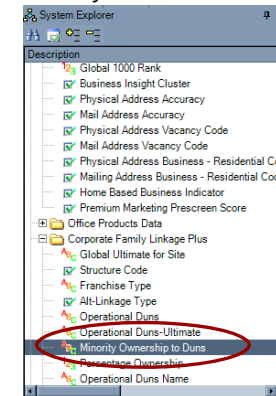 System Explorer
Description
Global 1000 Rank
Business Insight Cluster
Physical Address Accuracy
Mail Address Accuracy
Physical Address Vacancy Code
Mail Address Vacancy Code
Physical Address Business - Residential C
Mailing Address Business - Residential Co
Home Based Business Indicator
Premium Marketing Prescreen Score
Office Products Data
Corporate Family Linkage Plus
Global Ultimate for Site
Structure Code
Franchise Type
Alt-Linkage Type
Operational Duns
Operational Duns-Ultimate
Minority Ownership to Duns
Percentage Ownership
Operational Duns Name